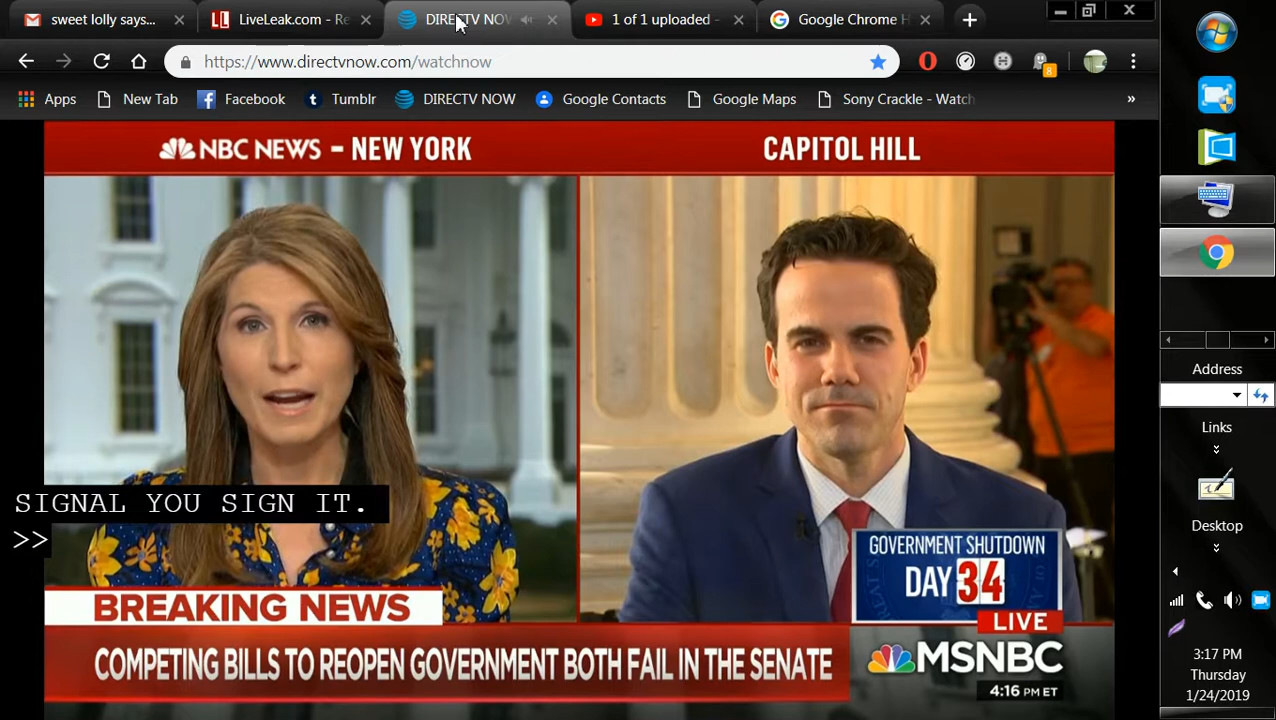 sweet lolly says...
LiveLeak.com - Re
DIRECTV NOW
1 of 1 uploaded -
Google Chrome H
https://www.directvnow.com/watchnow
8
Apps
New Tab
Facebook
Tumblr
DIRECTV NOW
Google Contacts
Google Maps
Sony Crackle - Watch
»
NBC NEWS – NEW YORK
CAPITOL HILL
SIGNAL YOU SIGN IT.
>>
GOVERNMENT SHUTDOWN
DAY 34
LIVE
BREAKING NEWS
COMPETING BILLS TO REOPEN GOVERNMENT BOTH FAIL IN THE SENATE
MSNBC
4:16 PM ET
Address
Links
Desktop
3:17 PM
Thursday
1/24/2019